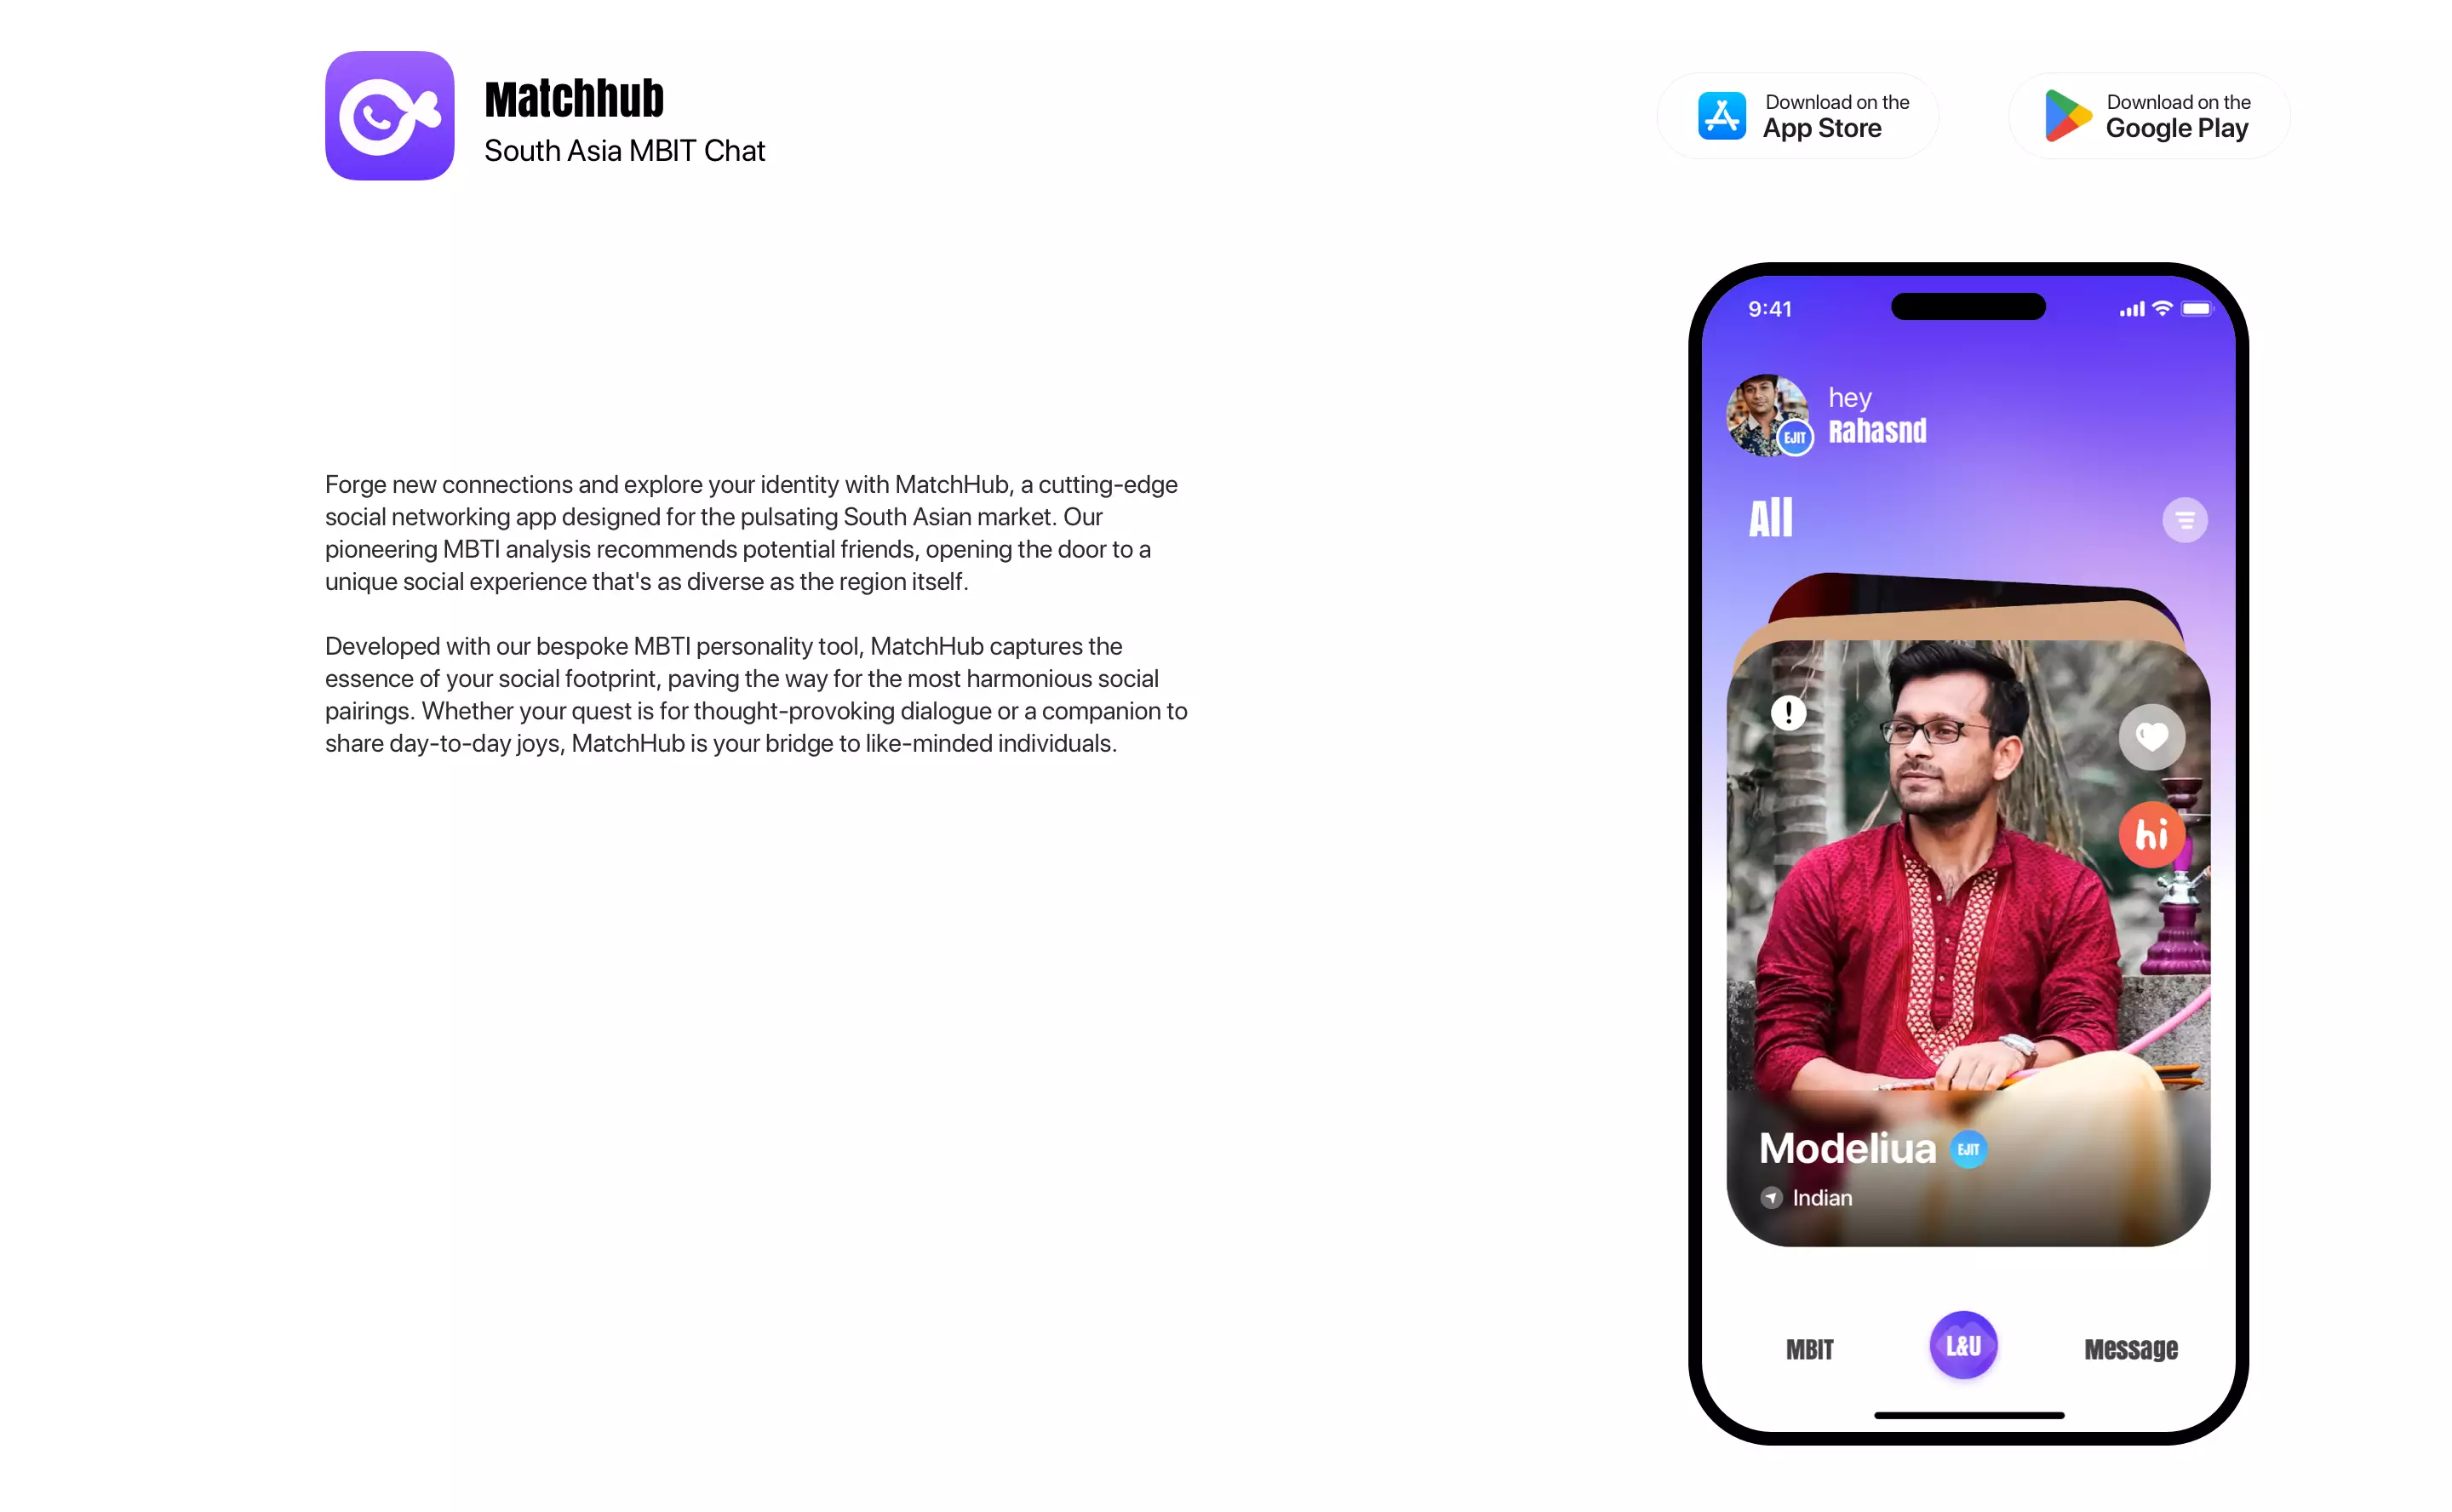 Matchhub
South Asia MBIT Chat
Download on the
App Store
Download on the
Google Play
Forge new connections and explore your identity with MatchHub, a cutting-edge
social networking app designed for the pulsating South Asian market. Our
pioneering MBTI analysis recommends potential friends, opening the door to a
unique social experience that's as diverse as the region itself.
Developed with our bespoke MBTI personality tool, MatchHub captures the
essence of your social footprint, paving the way for the most harmonious social
pairings. Whether your quest is for thought-provoking dialogue or a companion to
share day-to-day joys, MatchHub is your bridge to like-minded individuals.
9:41
hey
Rahasnd
EJIT
All
hi
Modeliua EJIT
Indian
MBIT
L&U
Message